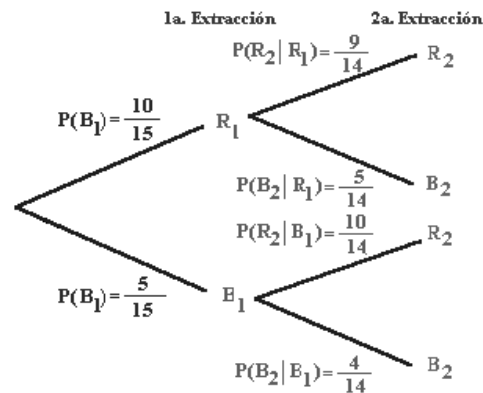 1a. Extracción 2a. Extracción
P(R₂| R₁)= 9/14 R₂
P(B₁)= 10/15 R₁
P(B₂| R₁)= 5/14 B₂
P(R₂| B₁)= 10/14 R₂
P(B₁)= 5/15 B₁
P(B₂| B₁)= 4/14 B₂